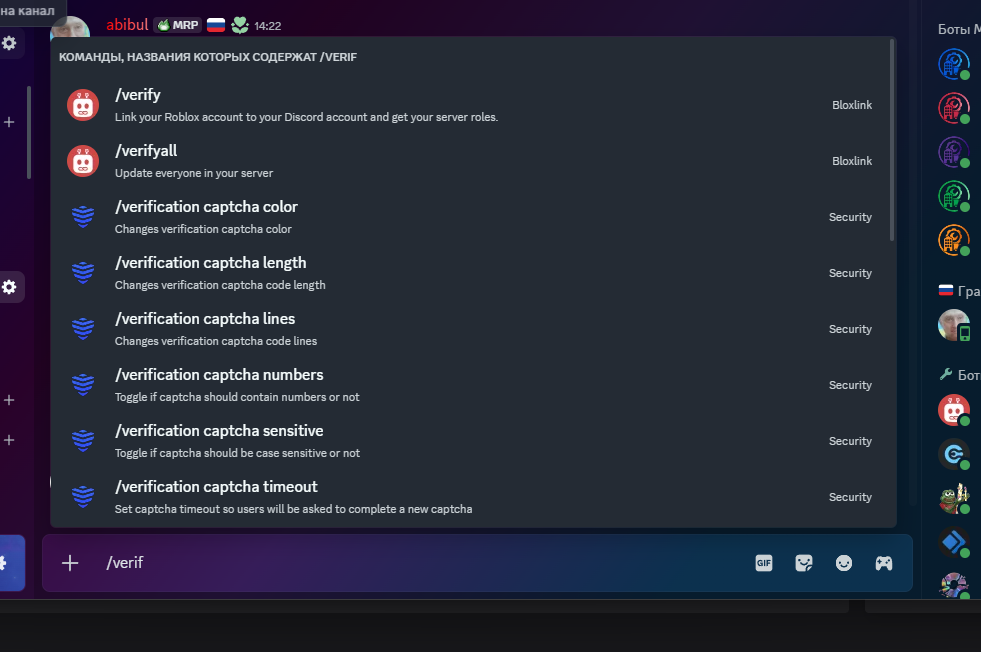 на канал
abibul MRP 14:22
Боты M
КОМАНДЫ, НАЗВАНИЯ КОТОРЫХ СОДЕРЖАТ /VERIF
/verify
Link your Roblox account to your Discord account and get your server roles.
Bloxlink
/verifyall
Update everyone in your server
Bloxlink
/verification captcha color
Changes verification captcha color
Security
/verification captcha length
Changes verification captcha code length
Security
/verification captcha lines
Changes verification captcha code lines
Security
/verification captcha numbers
Toggle if captcha should contain numbers or not
Security
/verification captcha sensitive
Toggle if captcha should be case sensitive or not
Security
/verification captcha timeout
Set captcha timeout so users will be asked to complete a new captcha
Security
/verif
GIF
Гра
Бот